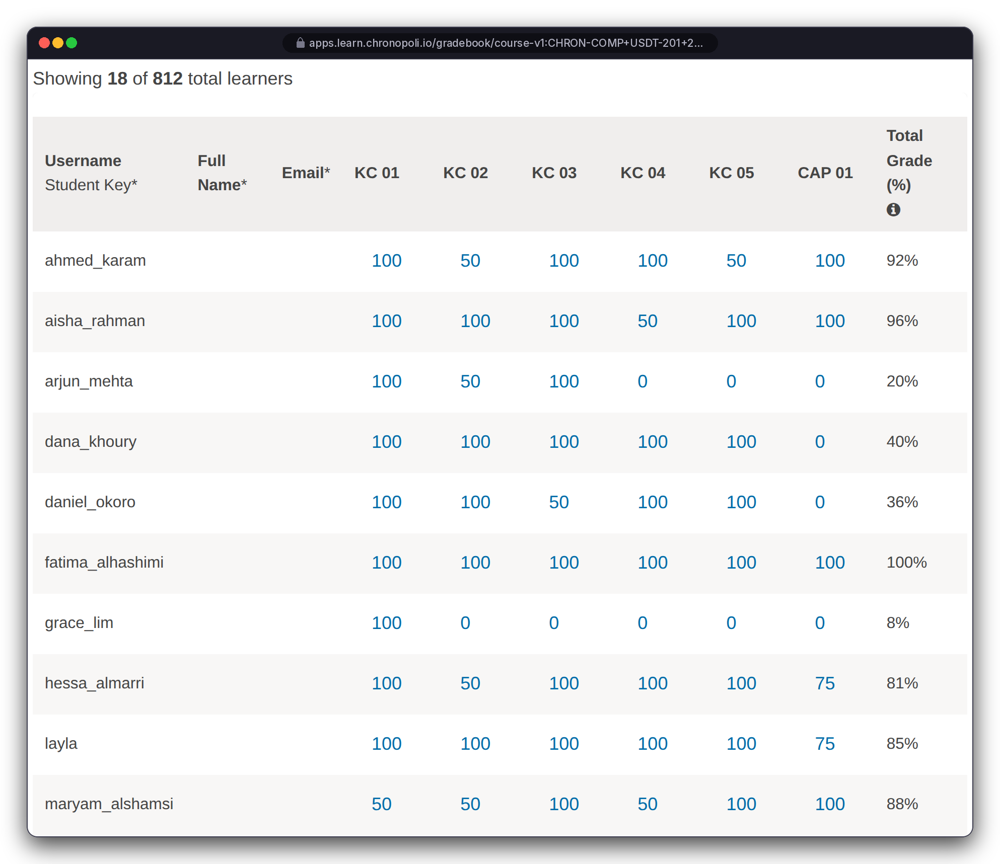 apps.learn.chronopoli.io/gradebook/course-v1:CHRON-COMP+USDT-201+2...
Showing 18 of 812 total learners
Username Student Key* Full Name* Email* KC 01 KC 02 KC 03 KC 04 KC 05 CAP 01 Total Grade (%)
ahmed_karam 100 50 100 100 50 100 92%
aisha_rahman 100 100 100 50 100 100 96%
arjun_mehta 100 50 100 0 0 0 20%
dana_khoury 100 100 100 100 100 0 40%
daniel_okoro 100 100 50 100 100 0 36%
fatima_alhashimi 100 100 100 100 100 100 100%
grace_lim 100 0 0 0 0 0 8%
hessa_almarri 100 50 100 100 100 75 81%
layla 100 100 100 100 100 75 85%
maryam_alshamsi 50 50 100 50 100 100 88%